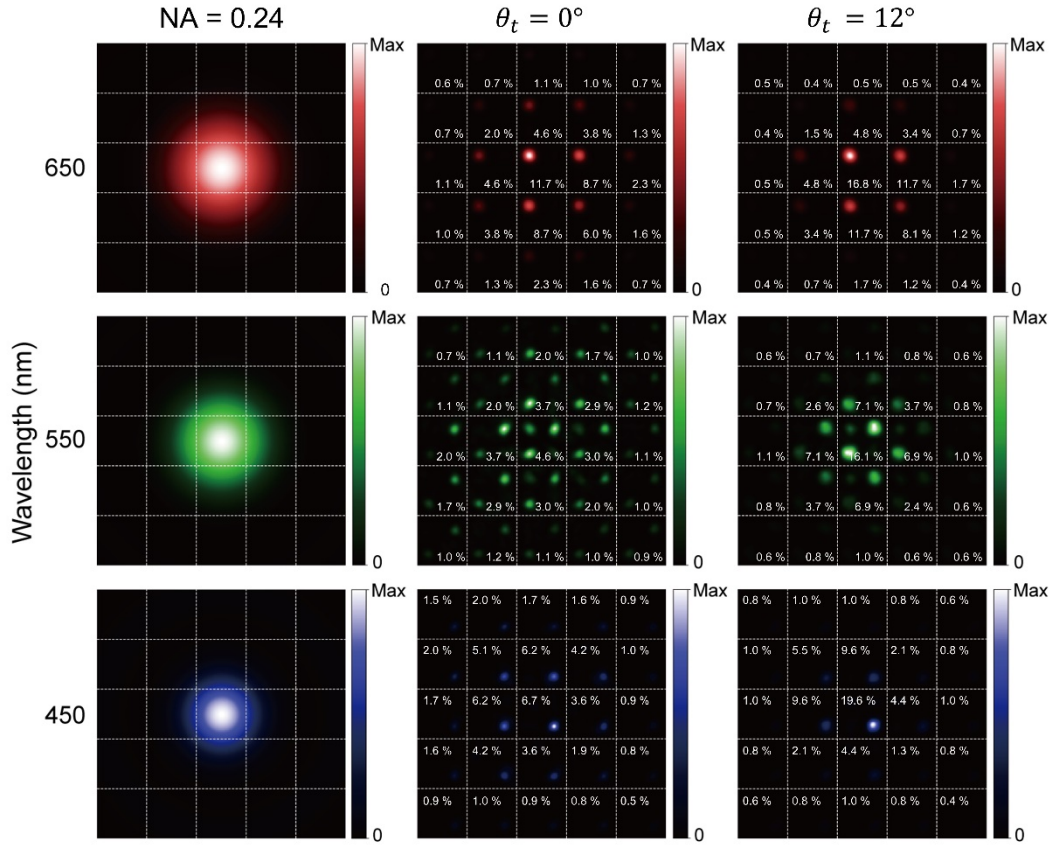 NA = 0.24
θt = 0°
θt = 12°
Wavelength (nm)
650
Max
0
0.6 % 0.7 % 1.1 % 1.0 % 0.7 %
0.7 % 2.0 % 4.6 % 3.8 % 1.3 %
1.1 % 4.6 % 11.7 % 8.7 % 2.3 %
1.0 % 3.8 % 8.7 % 6.0 % 1.6 %
0.7 % 1.3 % 2.3 % 1.6 % 0.7 %
Max
0
0.5 % 0.4 % 0.5 % 0.5 % 0.4 %
0.4 % 1.5 % 4.8 % 3.4 % 0.7 %
0.5 % 4.8 % 16.8 % 11.7 % 1.7 %
0.5 % 3.4 % 11.7 % 8.1 % 1.2 %
0.4 % 0.7 % 1.7 % 1.2 % 0.4 %
Max
0
550
Max
0
0.7 % 1.1 % 2.0 % 1.7 % 1.0 %
1.1 % 2.0 % 3.7 % 2.9 % 1.2 %
2.0 % 3.7 % 4.6 % 3.0 % 1.1 %
1.7 % 2.9 % 3.0 % 2.0 % 1.0 %
1.0 % 1.2 % 1.1 % 1.0 % 0.9 %
Max
0
0.6 % 0.7 % 1.1 % 0.8 % 0.6 %
0.7 % 2.6 % 7.1 % 3.7 % 0.8 %
1.1 % 7.1 % 16.1 % 6.9 % 1.0 %
0.8 % 3.7 % 6.9 % 2.4 % 0.6 %
0.6 % 0.8 % 1.0 % 0.6 % 0.6 %
Max
0
450
Max
0
1.5 % 2.0 % 1.7 % 1.6 % 0.9 %
2.0 % 5.1 % 6.2 % 4.2 % 1.0 %
1.7 % 6.2 % 6.7 % 3.6 % 0.9 %
1.6 % 4.2 % 3.6 % 1.9 % 0.8 %
0.9 % 1.0 % 0.9 % 0.8 % 0.5 %
Max
0
0.8 % 1.0 % 1.0 % 0.8 % 0.6 %
1.0 % 5.5 % 9.6 % 2.1 % 0.8 %
1.0 % 9.6 % 19.6 % 4.4 % 1.0 %
0.8 % 2.1 % 4.4 % 1.3 % 0.8 %
0.6 % 0.8 % 1.0 % 0.8 % 0.4 %
Max
0